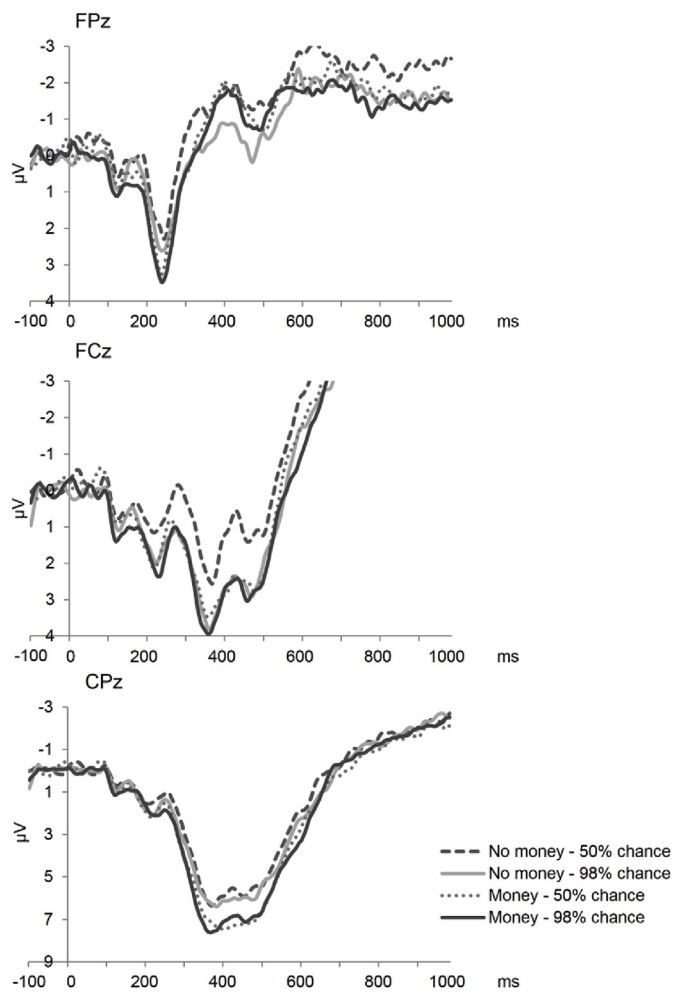 FPz
-3
-2
-1
0
1
2
3
4
µV
-100 0 200 400 600 800 1000 ms
FCz
-3
-2
-1
0
1
2
3
4
µV
-100 0 200 400 600 800 1000 ms
CPz
-3
-1
1
3
5
7
9
µV
No money - 50% chance
No money - 98% chance
Money - 50% chance
Money - 98% chance
-100 0 200 400 600 800 1000 ms